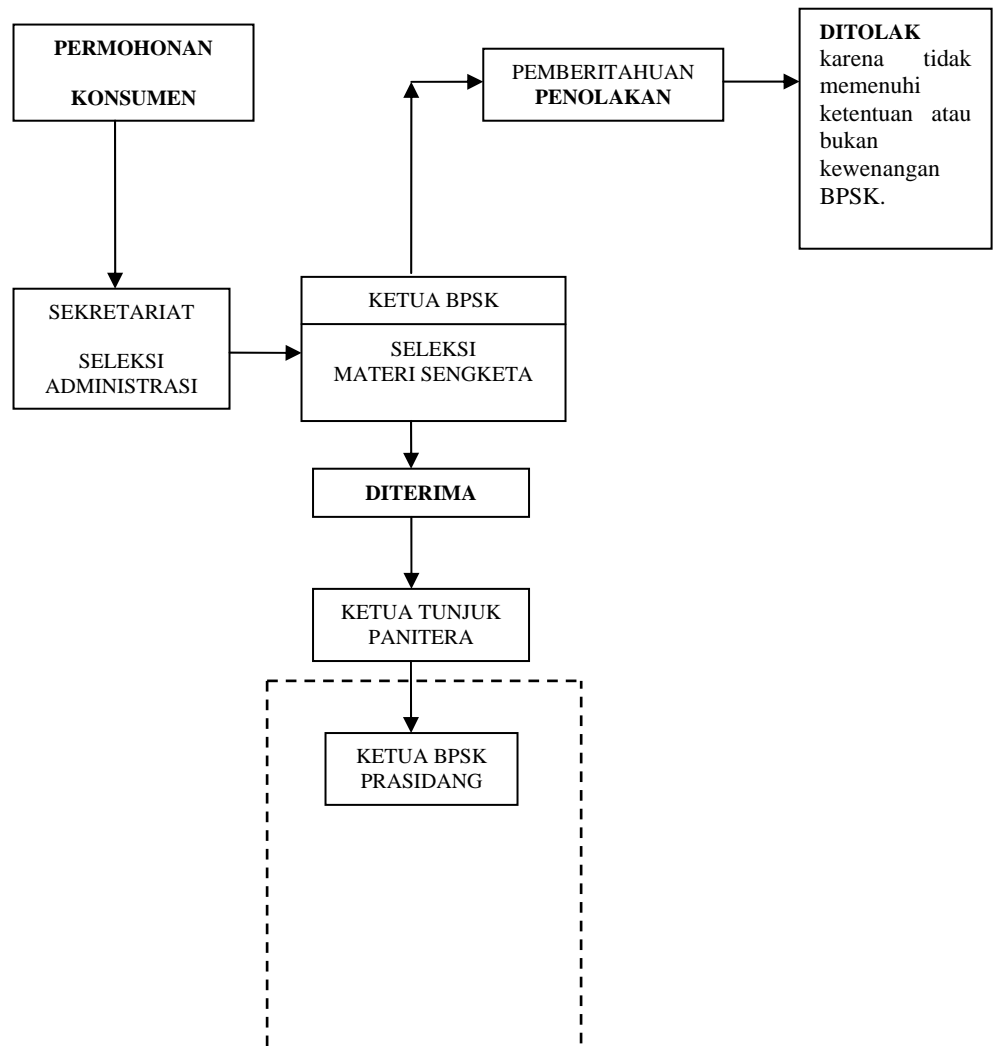 PERMOHONAN
KONSUMEN
PEMBERITAHUAN
PENOLAKAN
DITOLAK
karena tidak
memenuhi
ketentuan atau
bukan
kewenangan
BPSK.
SEKRETARIAT
SELEKSI
ADMINISTRASI
KETUA BPSK
SELEKSI
MATERI SENGKETA
DITERIMA
KETUA TUNJUK
PANITERA
KETUA BPSK
PRASIDANG